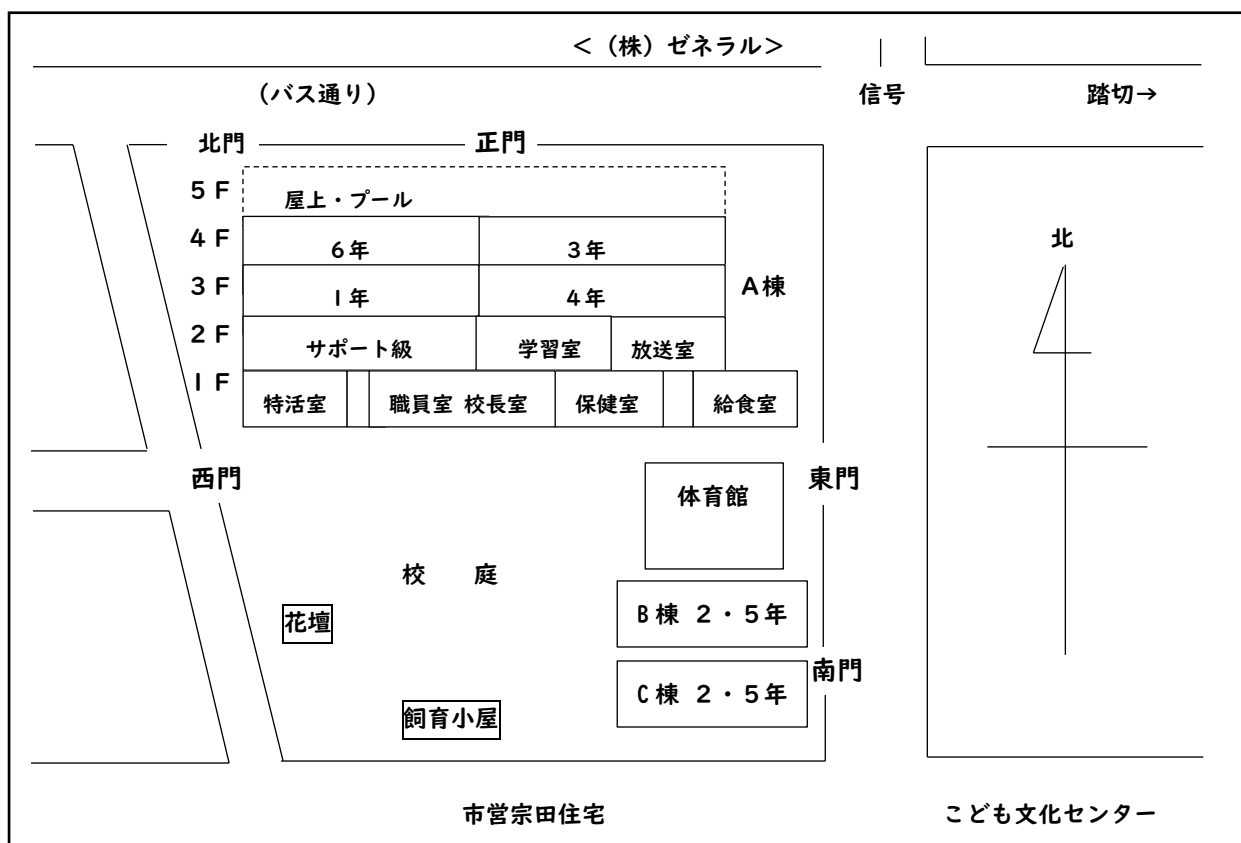 ＜（株）ゼネラル＞
（バス通り）
信号
踏切→
北門
正門
５Ｆ
屋上・プール
４Ｆ
６年
３年
北
３Ｆ
１年
４年
Ａ棟
２Ｆ
サポート級
学習室
放送室
１Ｆ
特活室
職員室 校長室
保健室
給食室
西門
体育館
東門
校　庭
花壇
Ｂ棟 ２・５年
南門
Ｃ棟 ２・５年
飼育小屋
市営宗田住宅
こども文化センター